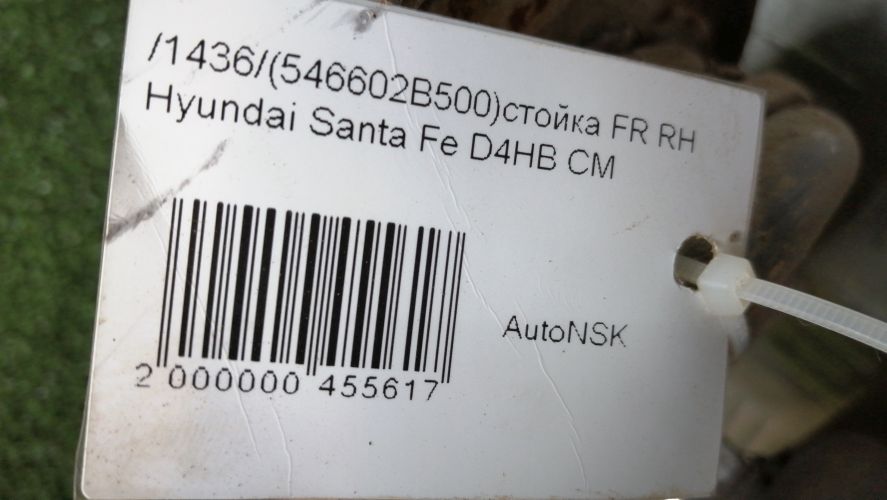 /1436/(546602B500)стойка FR RH
Hyundai Santa Fe D4HB CM
AutoNSK
2 000000 455617